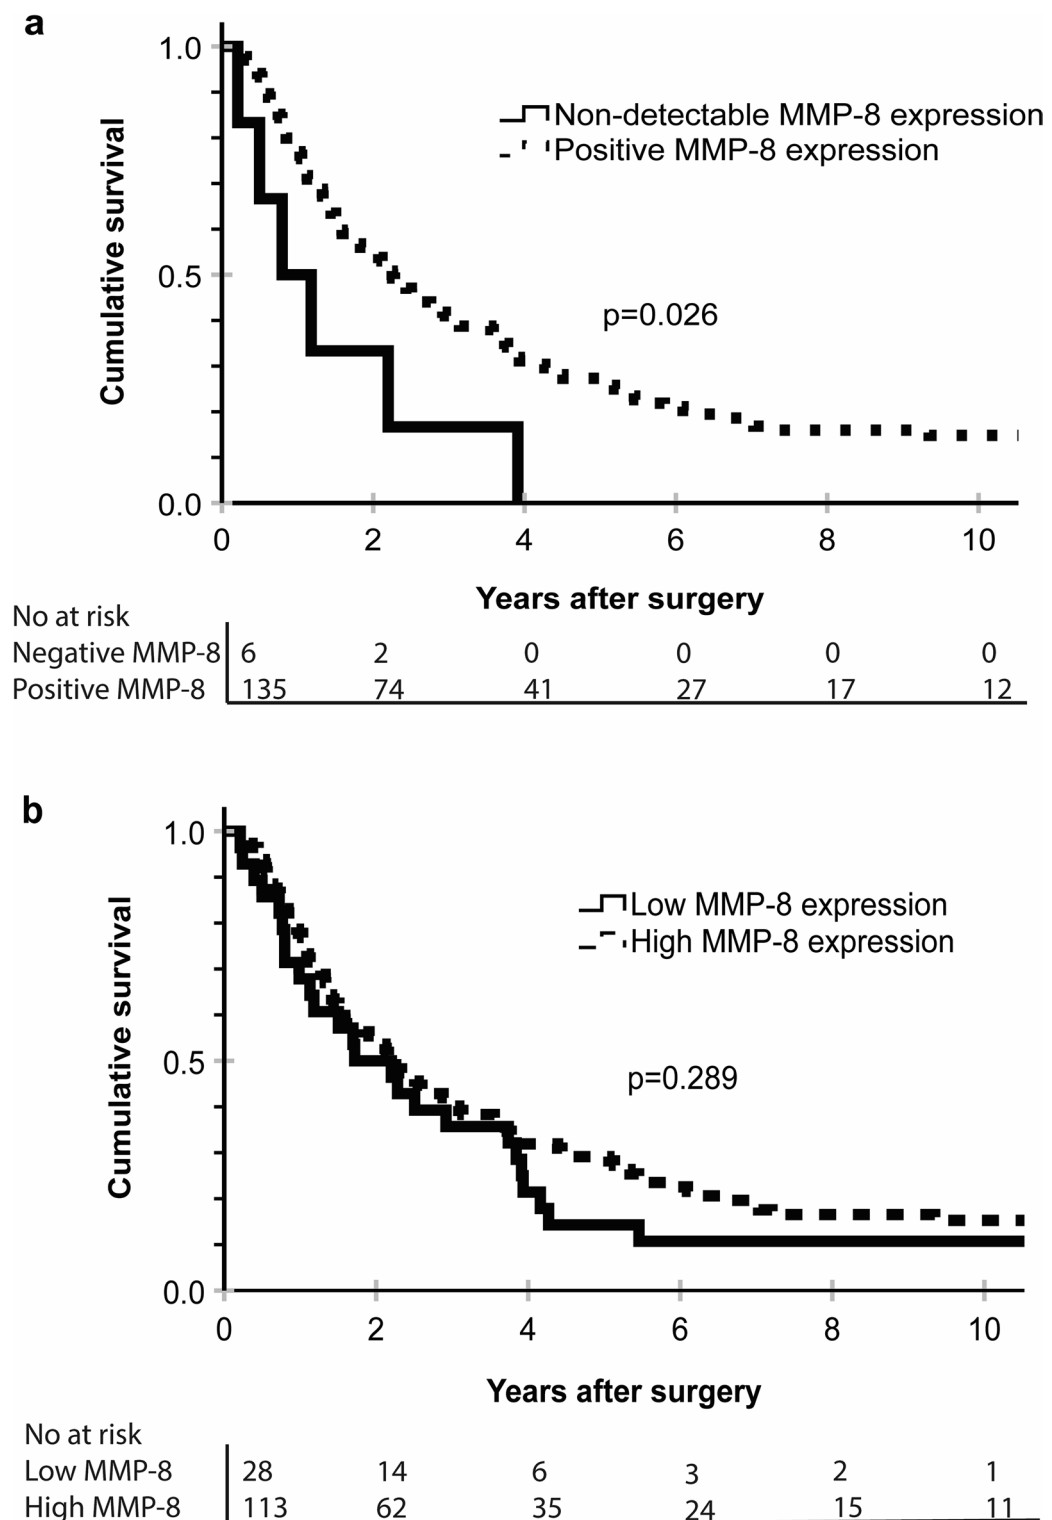 a
1.0
Non-detectable MMP-8 expression
Positive MMP-8 expression
Cumulative survival
0.5
p=0.026
0.0
0 2 4 6 8 10
Years after surgery
No at risk
Negative MMP-8 6 2 0 0 0 0
Positive MMP-8 135 74 41 27 17 12
b
1.0
Low MMP-8 expression
High MMP-8 expression
Cumulative survival
0.5
p=0.289
0.0
0 2 4 6 8 10
Years after surgery
No at risk
Low MMP-8 28 14 6 3 2 1
High MMP-8 113 62 35 24 15 11